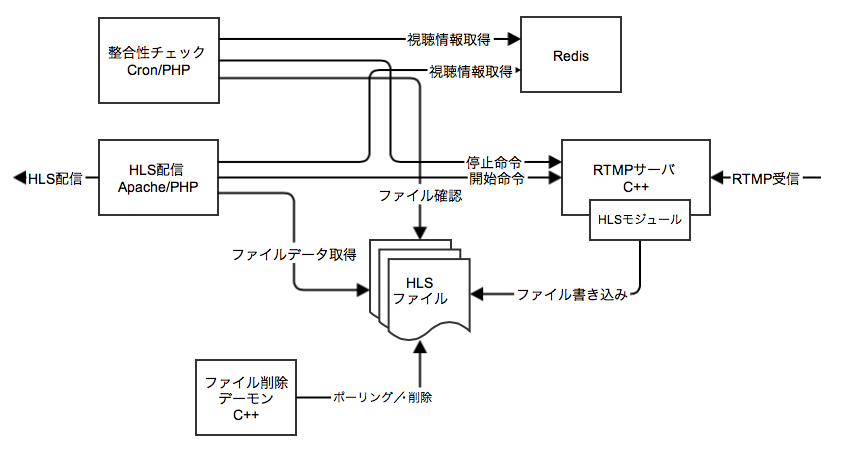 整合性チェック
Cron/PHP
視聴情報取得
Redis
視聴情報取得
HLS配信
HLS配信
Apache/PHP
停止命令
開始命令
RTMPサーバ
C++
RTMP受信
HLSモジュール
ファイル確認
ファイルデータ取得
HLS
ファイル
ファイル書き込み
ファイル削除
デーモン
C++
ポーリング／・削除